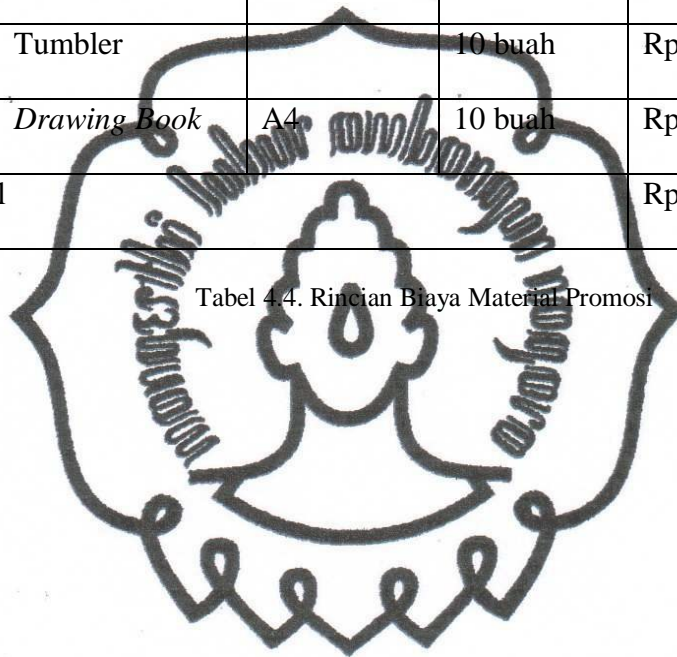 Tumbler 10 buah Rp
Drawing Book A4 10 buah Rp
l Rp
Tabel 4.4. Rincian Biaya Material Promosi